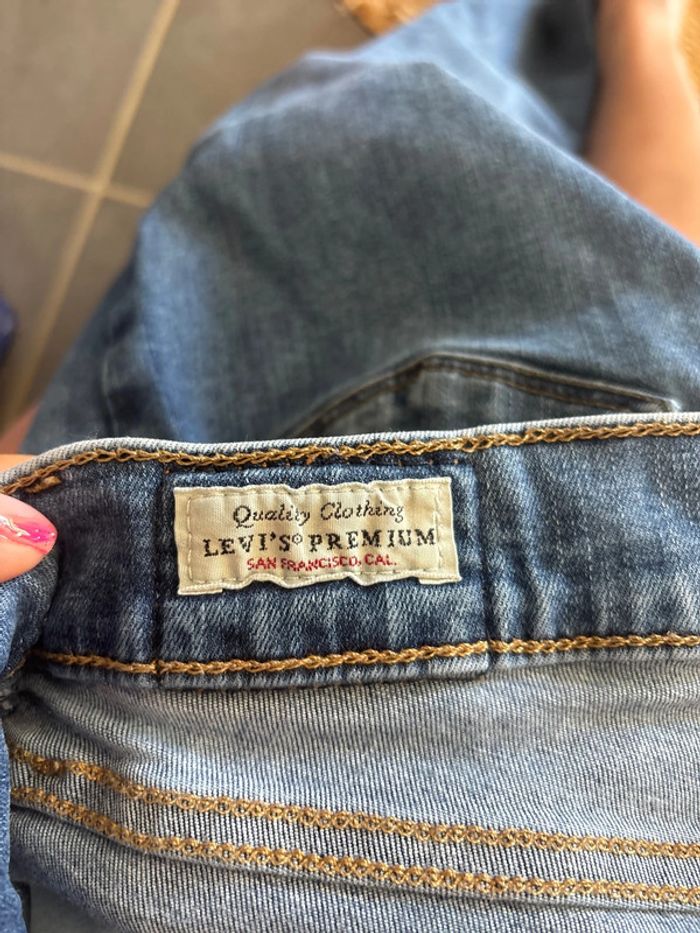 Quality Clothing
LEVI'S® PREMIUM
SAN FRANCISCO, CAL.